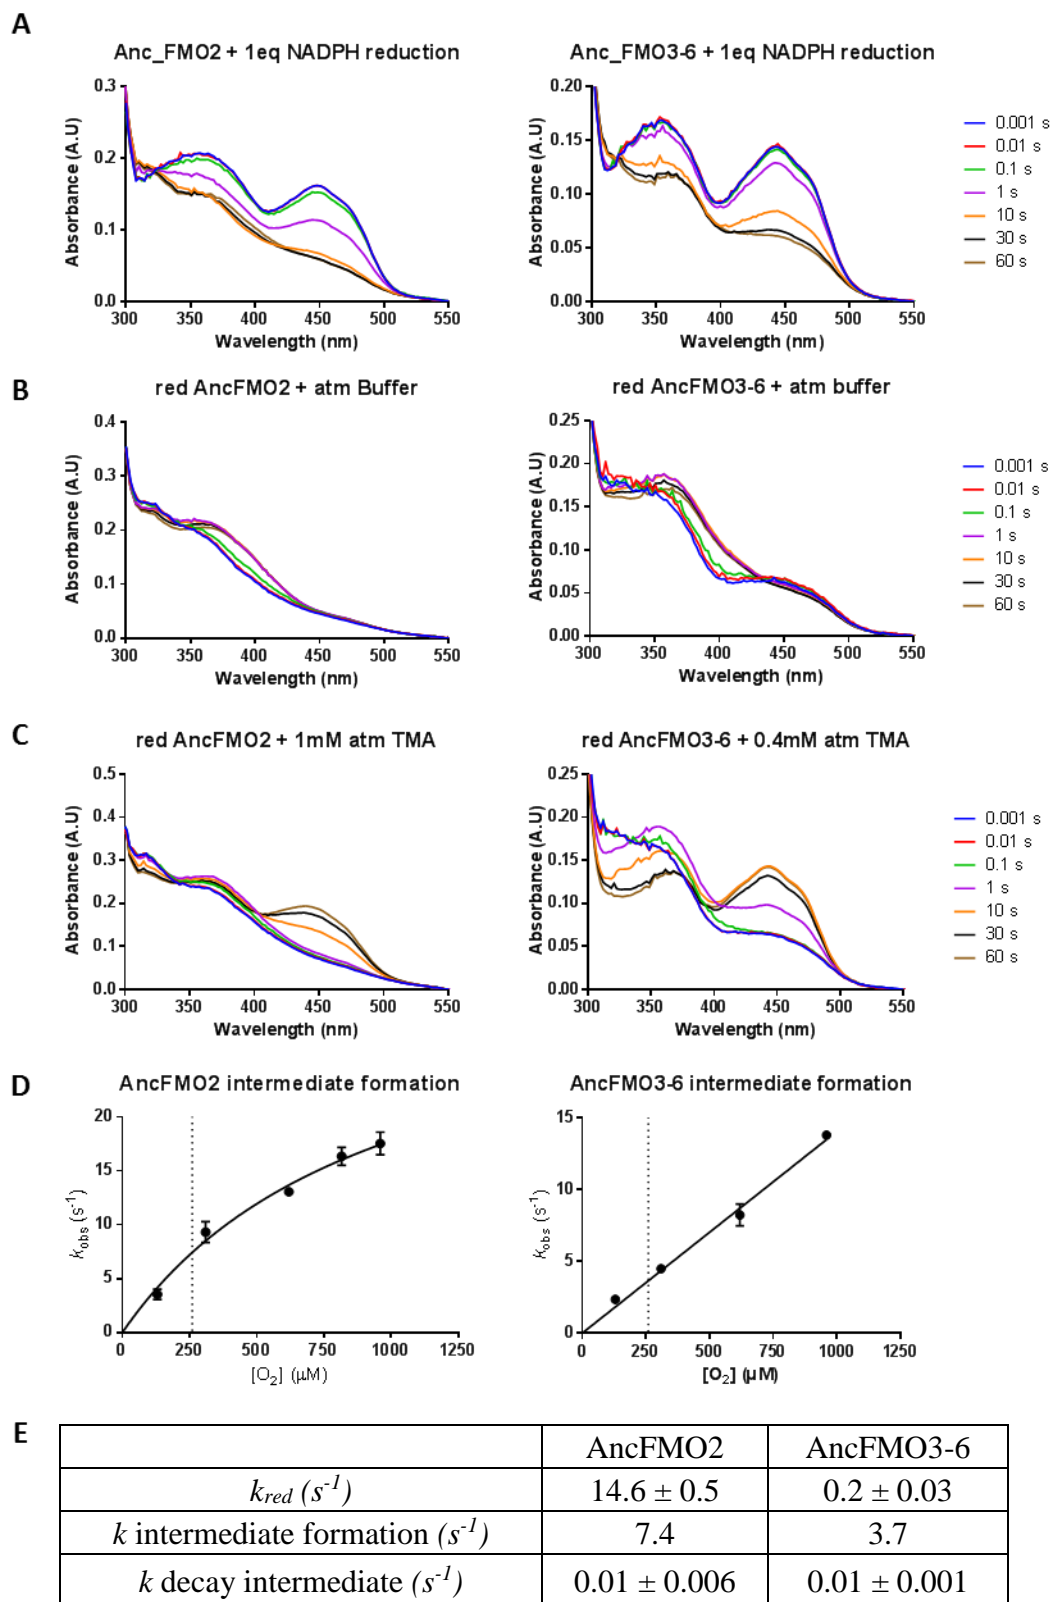 A
Anc_FMO2 + 1eq NADPH reduction
Anc_FMO3-6 + 1eq NADPH reduction
Absorbance (A.U)
0.3
0.2
0.1
0.0
300 350 400 450 500 550
Wavelength (nm)
Absorbance (A.U)
0.20
0.15
0.10
0.05
0.00
300 350 400 450 500 550
Wavelength (nm)
0.001 s
0.01 s
0.1 s
1 s
10 s
30 s
60 s
B
red AncFMO2 + atm Buffer
red AncFMO3-6 + atm buffer
Absorbance (A.U)
0.4
0.3
0.2
0.1
0.0
300 350 400 450 500 550
Wavelength (nm)
Absorbance (A.U)
0.25
0.20
0.15
0.10
0.05
0.00
300 350 400 450 500 550
Wavelength (nm)
0.001 s
0.01 s
0.1 s
1 s
10 s
30 s
60 s
C
red AncFMO2 + 1mM atm TMA
red AncFMO3-6 + 0.4mM atm TMA
Absorbance (A.U)
0.5
0.4
0.3
0.2
0.1
0.0
300 350 400 450 500 550
Wavelength (nm)
Absorbance (A.U)
0.25
0.20
0.15
0.10
0.05
0.00
300 350 400 450 500 550
Wavelength (nm)
0.001 s
0.01 s
0.1 s
1 s
10 s
30 s
60 s
D
AncFMO2 intermediate formation
AncFMO3-6 intermediate formation
k_obs (s⁻¹)
20
15
10
5
0
0 250 500 750 1000 1250
[O₂] (µM)
k_obs (s⁻¹)
15
10
5
0
0 250 500 750 1000 1250
[O₂] (µM)
E
AncFMO2 AncFMO3-6
k_red (s⁻¹) 14.6 ± 0.5 0.2 ± 0.03
k intermediate formation (s⁻¹) 7.4 3.7
k decay intermediate (s⁻¹) 0.01 ± 0.006 0.01 ± 0.001